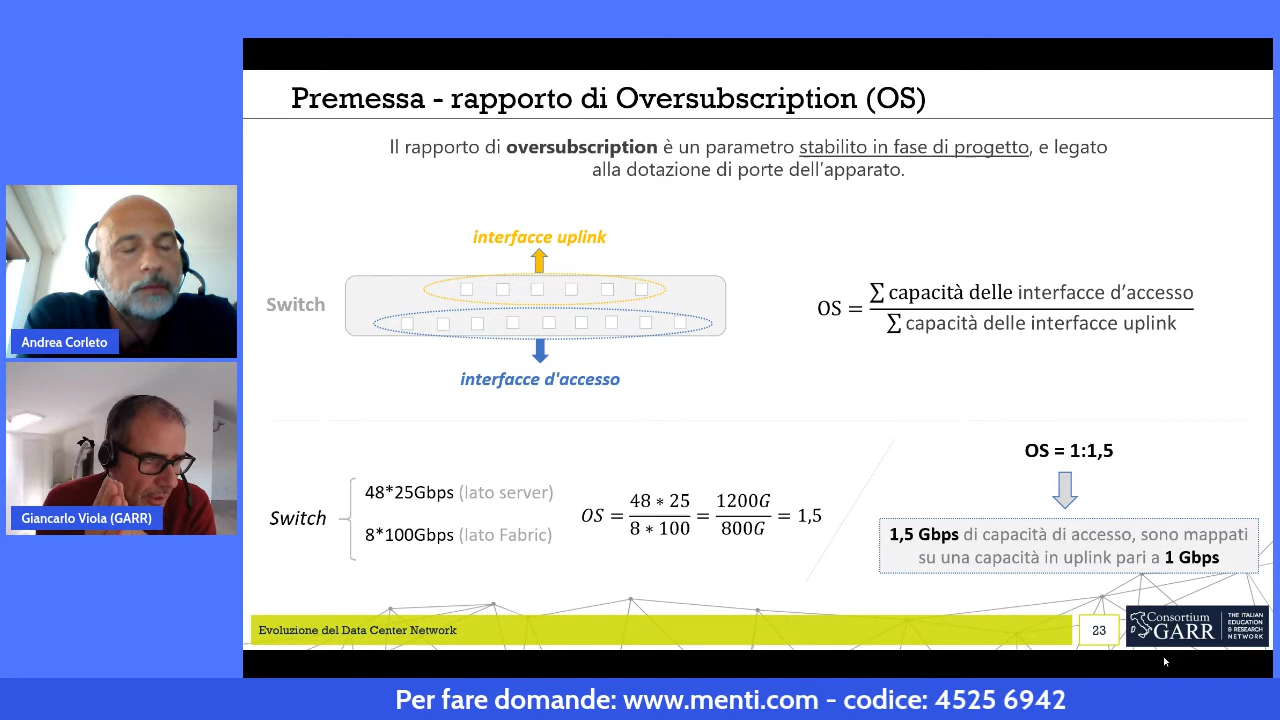 Premessa - rapporto di Oversubscription (OS)
Il rapporto di oversubscription è un parametro stabilito in fase di progetto, e legato
alla dotazione di porte dell'apparato.
interfacce uplink
Switch
interfacce d'accesso
OS = ∑ capacità delle interfacce d'accesso / ∑ capacità delle interfacce uplink
Switch
48*25Gbps (lato server)
8*100Gbps (lato Fabric)
OS = 48 * 25 / 8 * 100 = 1200G / 800G = 1,5
OS = 1:1,5
1,5 Gbps di capacità di accesso, sono mappati
su una capacità in uplink pari a 1 Gbps
Andrea Corleto
Giancarlo Viola (GARR)
Evoluzione del Data Center Network
23
Consortium
GARR
THE ITALIAN
EDUCATION
& RESEARCH
NETWORK
Per fare domande: www.menti.com - codice: 4525 6942